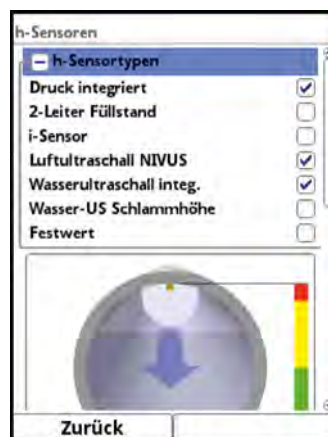 h-Sensoren
h-Sensortypen
Druck integriert
2-Leiter Füllstand
i-Sensor
Luftultraschall NIVUS
Wasserultraschall integ.
Wasser-US Schlammhöhe
Festwert
Zurück